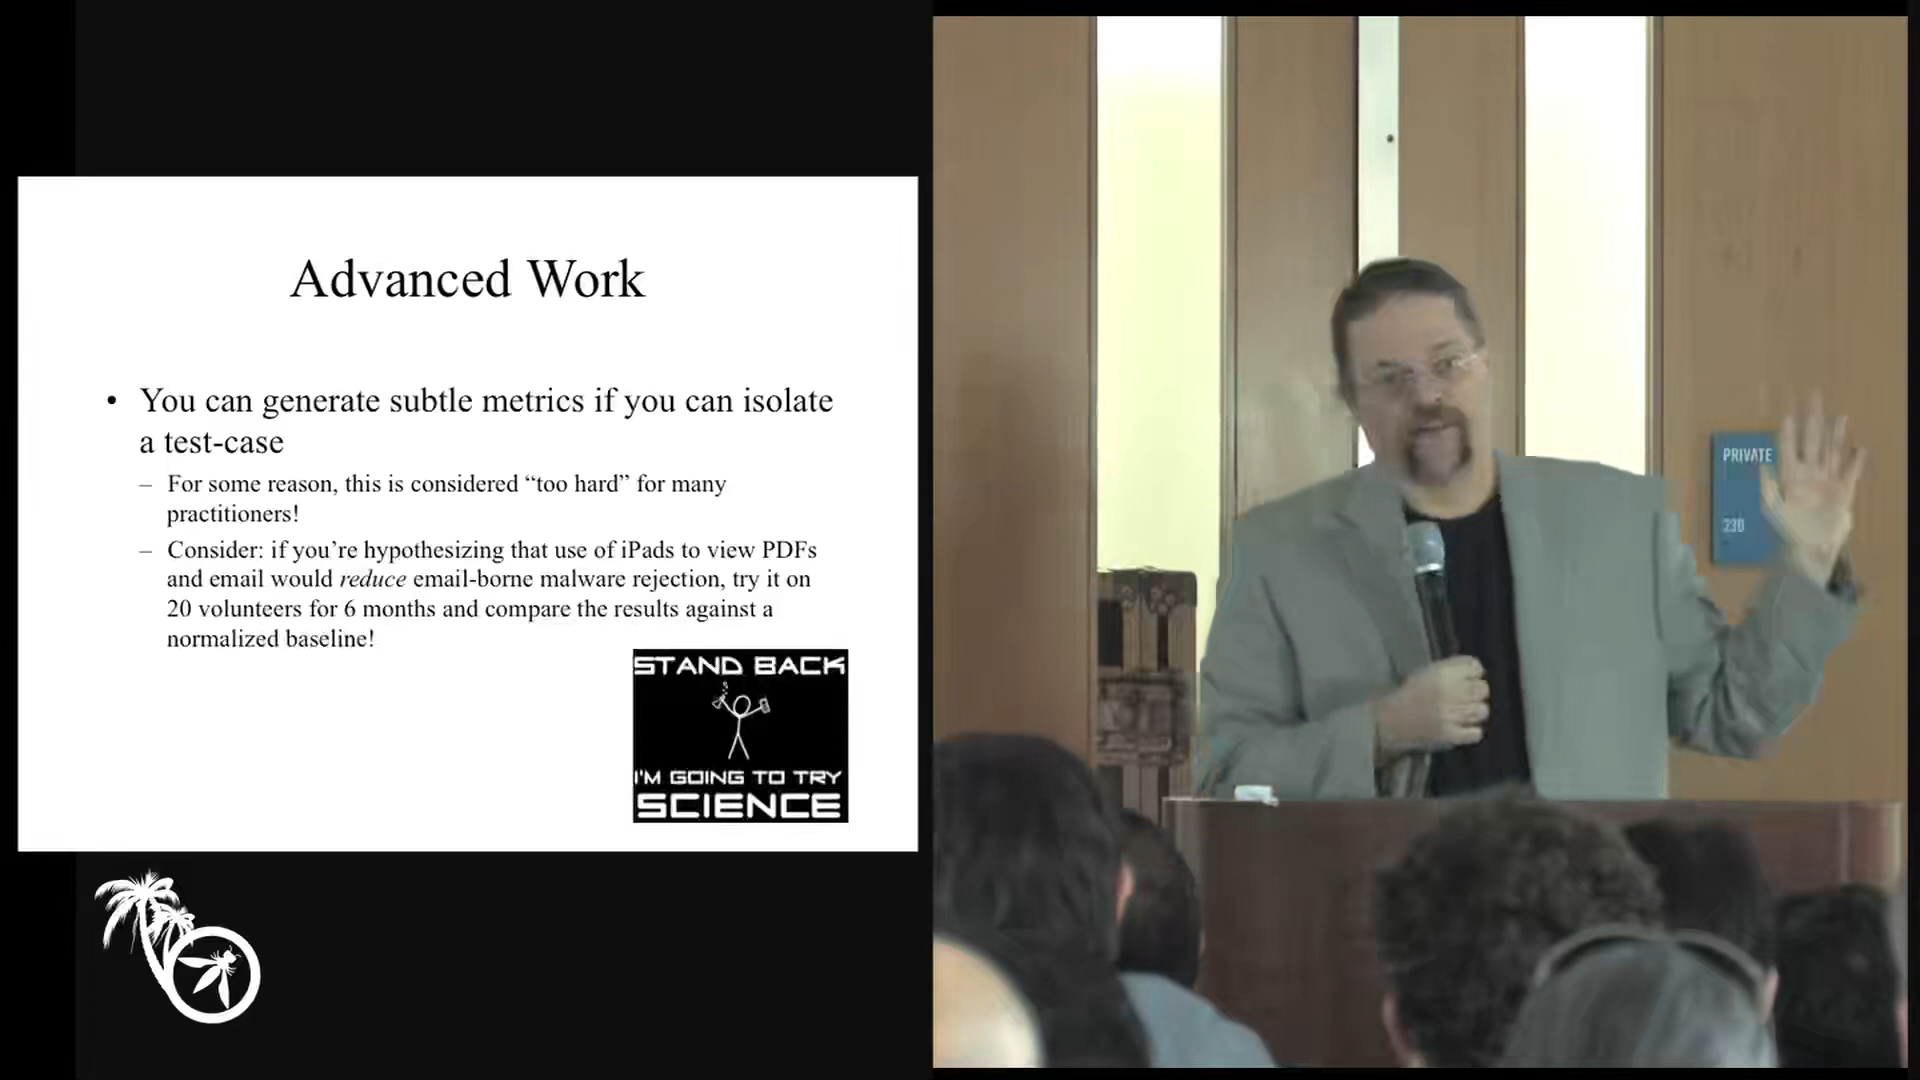 Advanced Work
• You can generate subtle metrics if you can isolate
a test-case
– For some reason, this is considered “too hard” for many
practitioners!
– Consider: if you’re hypothesizing that use of iPads to view PDFs
and email would reduce email-borne malware rejection, try it on
20 volunteers for 6 months and compare the results against a
normalized baseline!
STAND BACK
I'M GOING TO TRY
SCIENCE
PRIVATE
230